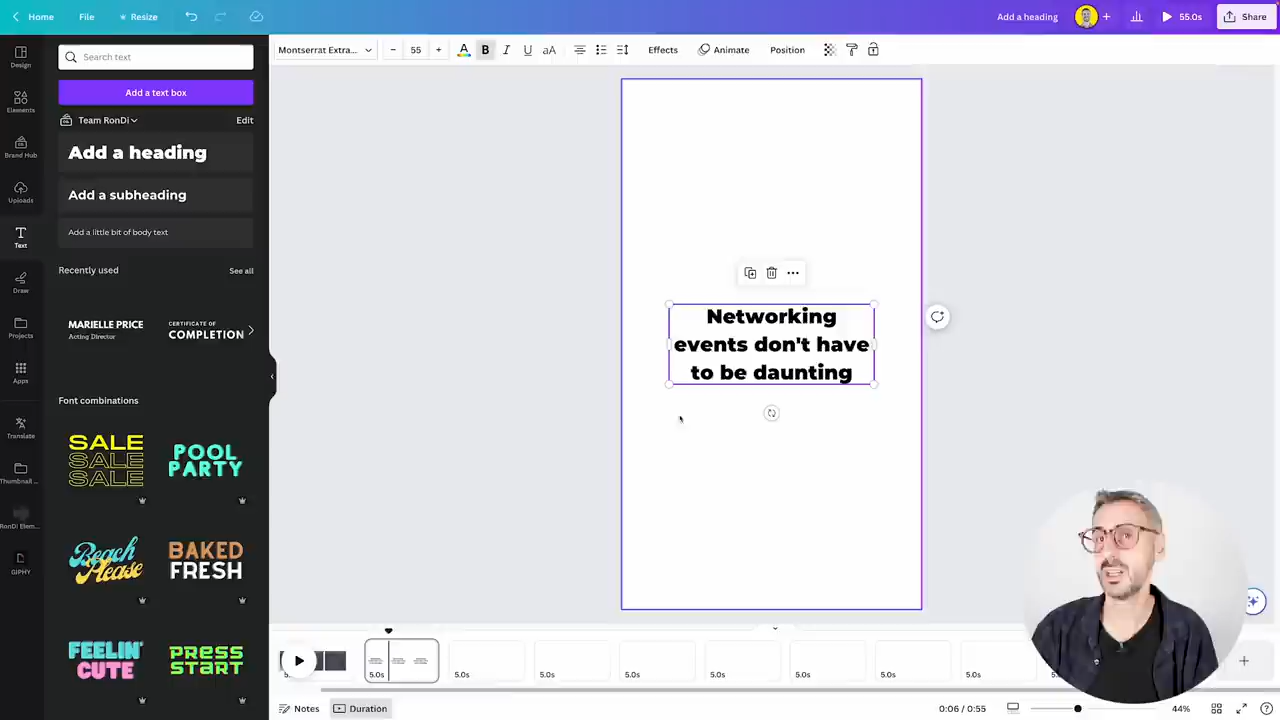 Home File Resize Add a heading 55.0s Share
Design
Elements
Brand Hub
Uploads
Text
Draw
Projects
Apps
Translate
Thumbnail ...
RonDi Elem...
GIPHY
Search text
Add a text box
Team RonDi Edit
Add a heading
Add a subheading
Add a little bit of body text
Recently used See all
MARIELLE PRICE
Acting Director
CERTIFICATE OF
COMPLETION
Font combinations
SALE
SALE
SALE
POOL
PARTY
Beach
Please
BAKED
FRESH
FEELIN'
CUTE
PRESS
START
Montserrat Extra... 55 A B I U aA Effects Animate Position
Networking
events don't have
to be daunting
5.0s 5.0s 5.0s 5.0s 5.0s 5.0s 5.0s 5.0s
Notes Duration 0:06 / 0:55 44%